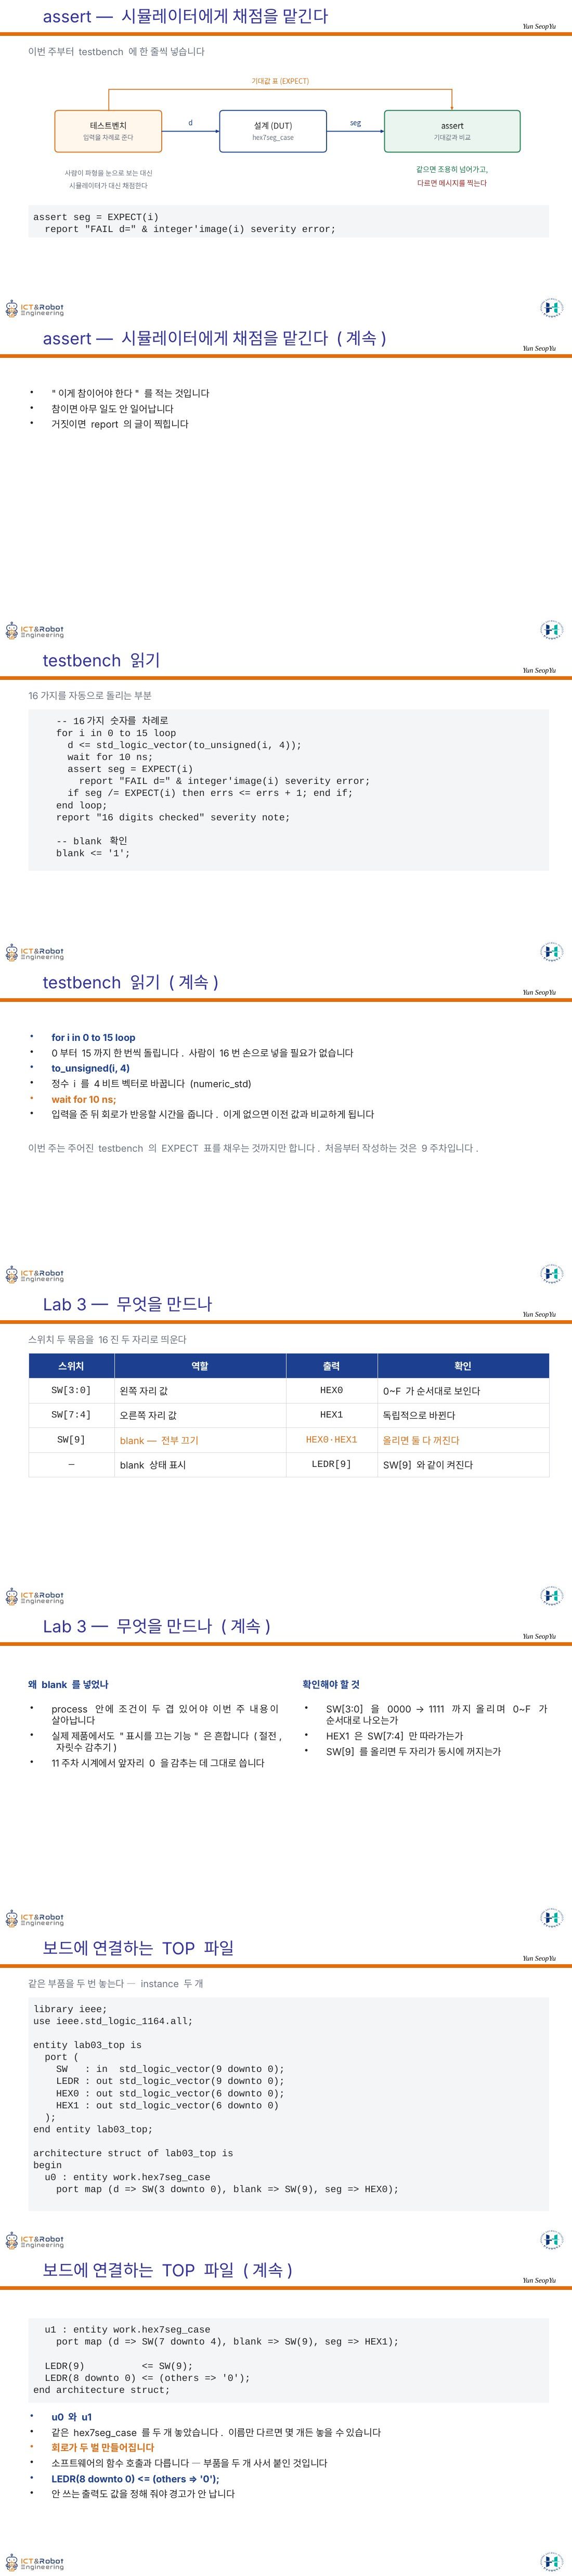 assert — 시뮬레이터에게 채점을 맡긴다
Yun SeopYu
이번 주부터 testbench 에 한 줄씩 넣습니다
기대값 표 (EXPECT)
테스트벤치
입력을 차례로 준다
d
설계 (DUT)
hex7seg_case
seg
assert
기대값과 비교
사람이 파형을 눈으로 보는 대신
시뮬레이터가 대신 채점한다
같으면 조용히 넘어가고,
다르면 메시지를 찍는다
assert seg = EXPECT(i)
  report "FAIL d=" & integer'image(i) severity error;
ICT&Robot
Engineering
assert — 시뮬레이터에게 채점을 맡긴다 ( 계속 )
Yun SeopYu
• " 이게 참이어야 한다 " 를 적는 것입니다
• 참이면 아무 일도 안 일어납니다
• 거짓이면 report 의 글이 찍힙니다
ICT&Robot
Engineering
testbench 읽기
Yun SeopYu
16 가지를 자동으로 돌리는 부분
    -- 16가지 숫자를 차례로
    for i in 0 to 15 loop
      d <= std_logic_vector(to_unsigned(i, 4));
      wait for 10 ns;
      assert seg = EXPECT(i)
        report "FAIL d=" & integer'image(i) severity error;
      if seg /= EXPECT(i) then errs <= errs + 1; end if;
    end loop;
    report "16 digits checked" severity note;
    -- blank 확인
    blank <= '1';
ICT&Robot
Engineering
testbench 읽기 ( 계속 )
Yun SeopYu
• for i in 0 to 15 loop
• 0 부터 15 까지 한 번씩 돌립니다 . 사람이 16 번 손으로 넣을 필요가 없습니다
• to_unsigned(i, 4)
• 정수 i 를 4 비트 벡터로 바꿉니다 (numeric_std)
• wait for 10 ns;
• 입력을 준 뒤 회로가 반응할 시간을 줍니다 . 이게 없으면 이전 값과 비교하게 됩니다
이번 주는 주어진 testbench 의 EXPECT 표를 채우는 것까지만 합니다 . 처음부터 작성하는 것은 9 주차입니다 .
ICT&Robot
Engineering
Lab 3 — 무엇을 만드나
Yun SeopYu
스위치 두 묶음을 16 진 두 자리로 띄운다
스위치 역할 출력 확인
SW[3:0] 왼쪽 자리 값 HEX0 0~F 가 순서대로 보인다
SW[7:4] 오른쪽 자리 값 HEX1 독립적으로 바뀐다
SW[9] blank — 전부 끄기 HEX0·HEX1 올리면 둘 다 꺼진다
— blank 상태 표시 LEDR[9] SW[9] 와 같이 켜진다
ICT&Robot
Engineering
Lab 3 — 무엇을 만드나 ( 계속 )
Yun SeopYu
왜 blank 를 넣었나
• process 안에 조건이 두 겹 있어야 이번 주 내용이
살아납니다
• 실제 제품에서도 " 표시를 끄는 기능 " 은 흔합니다 ( 절전 ,
자릿수 감추기 )
• 11 주차 시계에서 앞자리 0 을 감추는 데 그대로 씁니다
확인해야 할 것
• SW[3:0] 을 0000 → 1111 까지 올리며 0~F 가
순서대로 나오는가
• HEX1 은 SW[7:4] 만 따라가는가
• SW[9] 를 올리면 두 자리가 동시에 꺼지는가
ICT&Robot
Engineering
보드에 연결하는 TOP 파일
Yun SeopYu
같은 부품을 두 번 놓는다 — instance 두 개
library ieee;
use ieee.std_logic_1164.all;
entity lab03_top is
  port (
    SW   : in  std_logic_vector(9 downto 0);
    LEDR : out std_logic_vector(9 downto 0);
    HEX0 : out std_logic_vector(6 downto 0);
    HEX1 : out std_logic_vector(6 downto 0)
  );
end entity lab03_top;
architecture struct of lab03_top is
begin
  u0 : entity work.hex7seg_case
    port map (d => SW(3 downto 0), blank => SW(9), seg => HEX0);
ICT&Robot
Engineering
보드에 연결하는 TOP 파일 ( 계속 )
Yun SeopYu
  u1 : entity work.hex7seg_case
    port map (d => SW(7 downto 4), blank => SW(9), seg => HEX1);
  LEDR(9)          <= SW(9);
  LEDR(8 downto 0) <= (others => '0');
end architecture struct;
• u0 와 u1
• 같은 hex7seg_case 를 두 개 놓았습니다 . 이름만 다르면 몇 개든 놓을 수 있습니다
• 회로가 두 벌 만들어집니다
• 소프트웨어의 함수 호출과 다릅니다 — 부품을 두 개 사서 붙인 것입니다
• LEDR(8 downto 0) <= (others => '0');
• 안 쓰는 출력도 값을 정해 줘야 경고가 안 납니다
ICT&Robot
Engineering